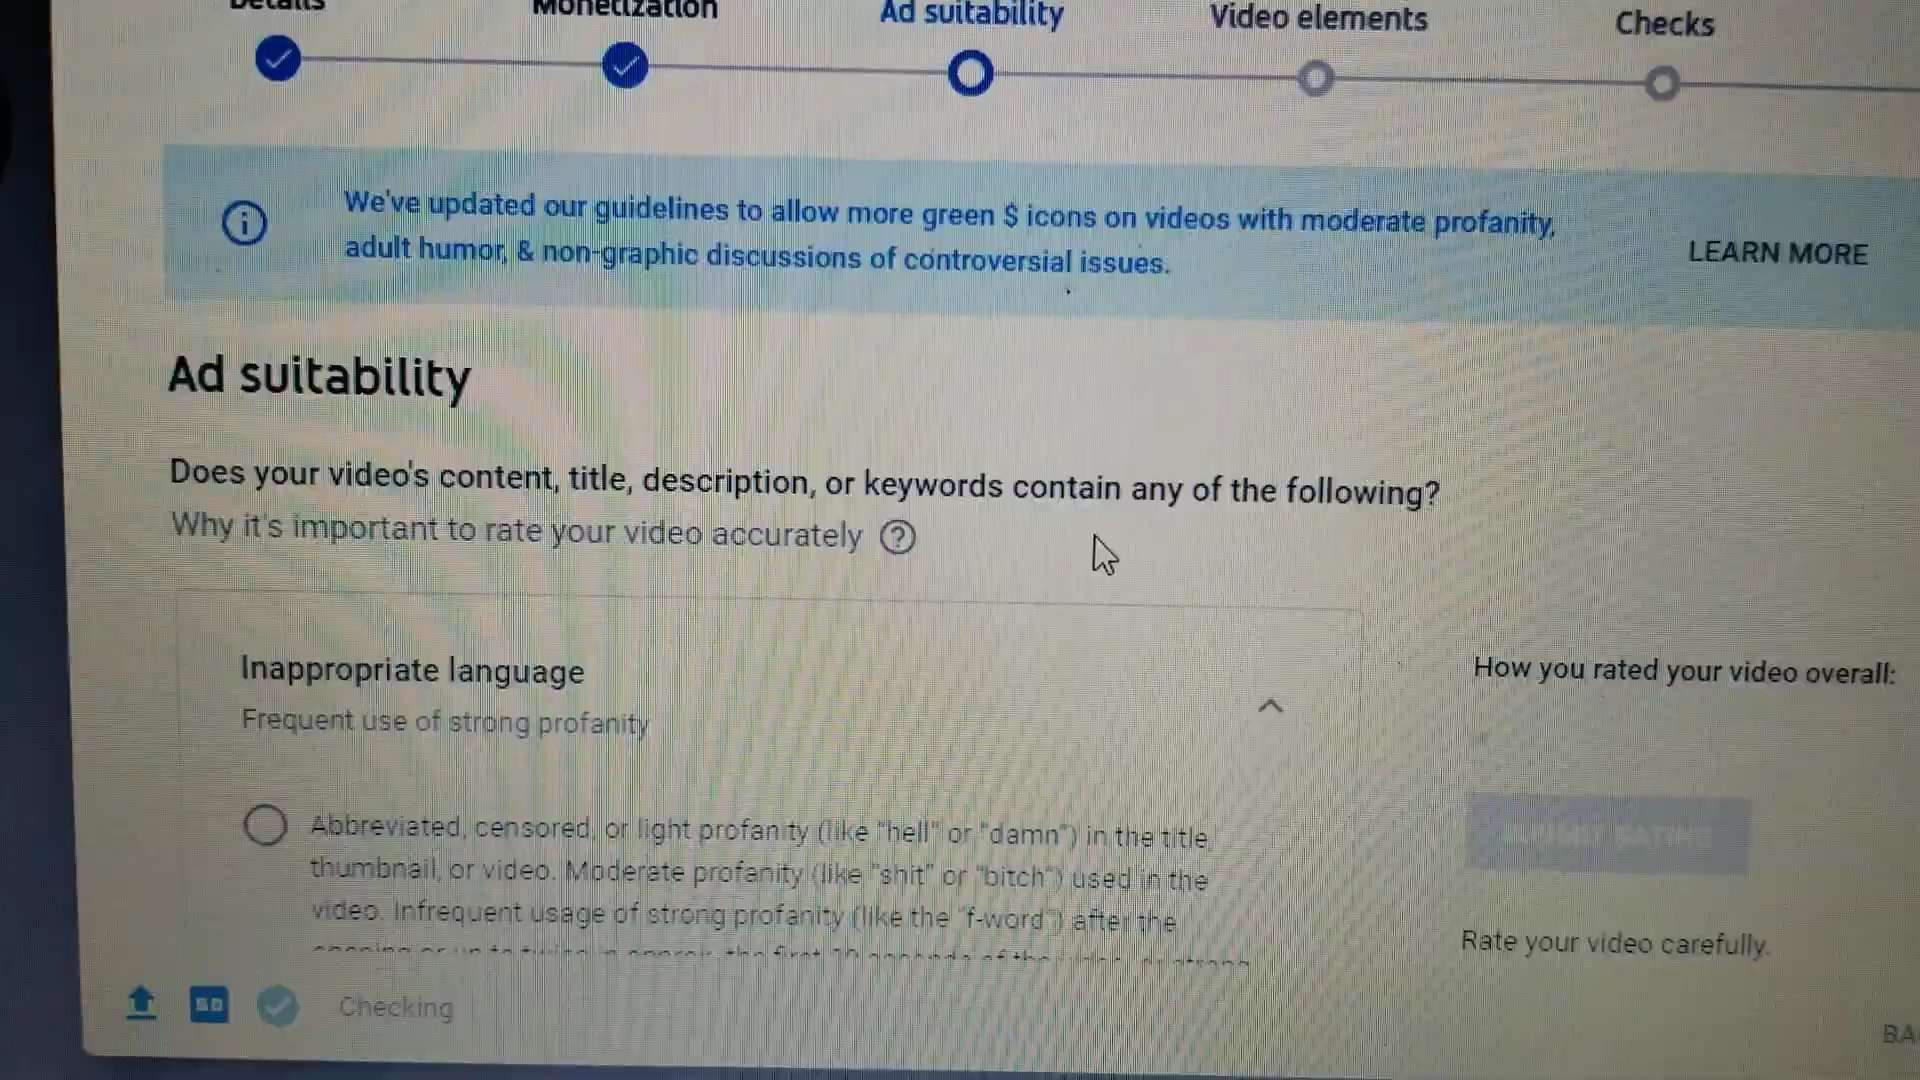 Details
Monetization
Ad suitability
Video elements
Checks
We've updated our guidelines to allow more green $ icons on videos with moderate profanity,
adult humor, & non-graphic discussions of controversial issues.
LEARN MORE
Ad suitability
Does your video's content, title, description, or keywords contain any of the following?
Why it's important to rate your video accurately
Inappropriate language
Frequent use of strong profanity
How you rated your video overall:
Abbreviated, censored, or light profanity (like "hell" or "damn") in the title,
thumbnail, or video. Moderate profanity (like "shit" or "bitch") used in the
video. Infrequent usage of strong profanity (like the "f-word") after the
Rate your video carefully.
SD
Checking